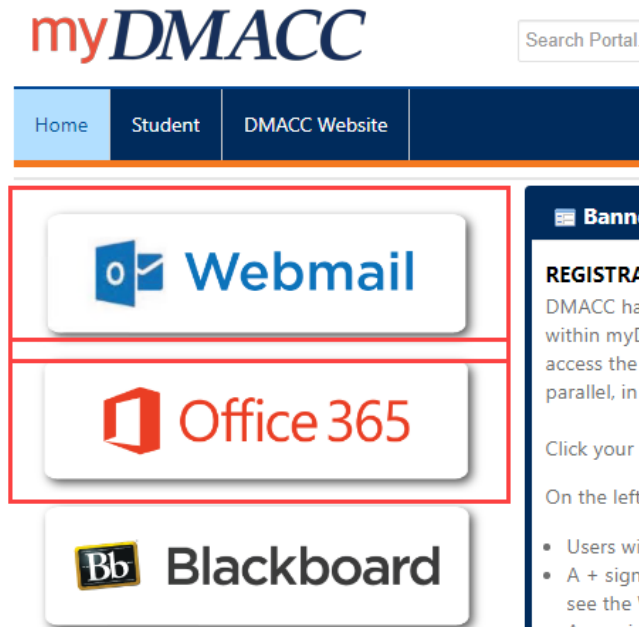 myDMACC
Search Portal
Home Student DMACC Website
Webmail
Office 365
Bb Blackboard
REGISTRA
DMACC ha
within myD
access the
parallel, in
Click your
On the left
Users wi
A + sign
see the